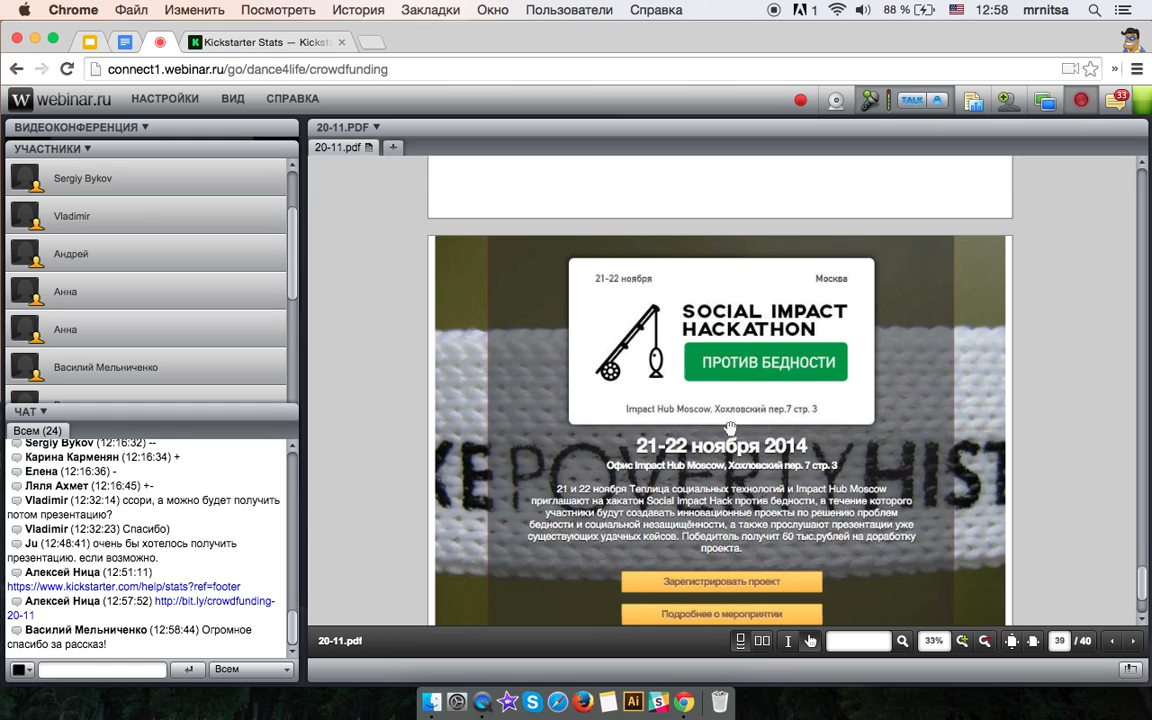 Chrome Файл Изменить Посмотреть История Закладки Окно Пользователи Справка 1 88 % 12:58 mrnitsa
Kickstarter Stats — Kickst
connect1.webinar.ru/go/dance4life/crowdfunding
W webinar.ru НАСТРОЙКИ ВИД СПРАВКА TALK 33
ВИДЕОКОНФЕРЕНЦИЯ
20-11.PDF
УЧАСТНИКИ
20-11.pdf
Sergiy Bykov
Vladimir
Андрей
Анна
Анна
Василий Мельниченко
ЧАТ
Всем (24)
Sergiy Bykov (12:16:32) --
Карина Карменян (12:16:34) +
Елена (12:16:36) -
Ляля Ахмет (12:16:45) +-
Vladimir (12:32:14) ссори, а можно будет получить
потом презентацию?
Vladimir (12:32:23) Спасибо)
Ju (12:48:41) очень бы хотелось получить
презентацию. если возможно.
Алексей Ница (12:51:11)
https://www.kickstarter.com/help/stats?ref=footer
Алексей Ница (12:57:52) http://bit.ly/crowdfunding-
20-11
Василий Мельниченко (12:58:44) Огромное
спасибо за рассказ!
Всем
21-22 ноября Москва
SOCIAL IMPACT
HACKATHON
ПРОТИВ БЕДНОСТИ
Impact Hub Moscow, Хохловский пер.7 стр. 3
KE POVERTY HIST
21-22 ноября 2014
Офис Impact Hub Moscow, Хохловский пер. 7 стр. 3
21 и 22 ноября Теплица социальных технологий и Impact Hub Moscow
приглашают на хакатон Social Impact Hack против бедности, в течение которого
участники будут создавать инновационные проекты по решению проблем
бедности и социальной незащищённости, а также прослушают презентации уже
существующих удачных кейсов. Победитель получит 60 тыс.рублей на доработку
проекта.
Зарегистрировать проект
Подробнее о мероприятии
20-11.pdf 33% 39 / 40